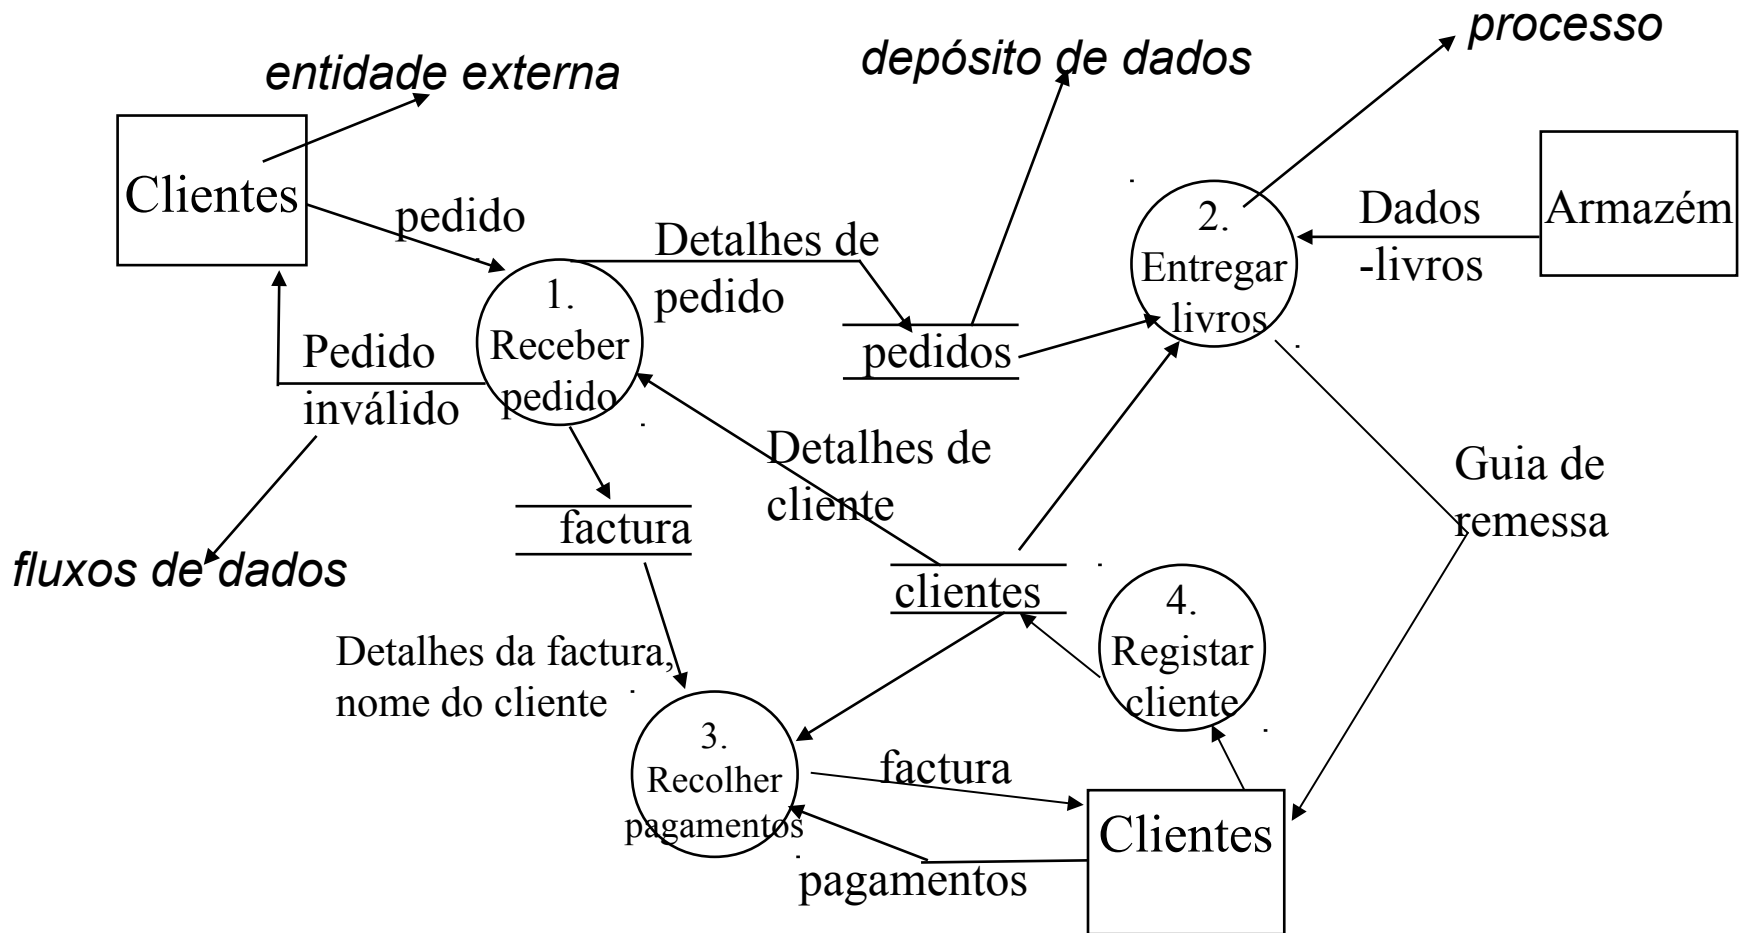 processo
depósito de dados
entidade externa
Clientes
pedido
Detalhes de
pedido
2.
Entregar
livros
Dados
-livros
Armazém
1.
Receber
pedido
pedidos
Pedido
inválido
Detalhes de
cliente
Guia de
remessa
factura
fluxos de dados
clientes
4.
Registar
cliente
Detalhes da factura,
nome do cliente
3.
Recolher
pagamentos
factura
Clientes
pagamentos